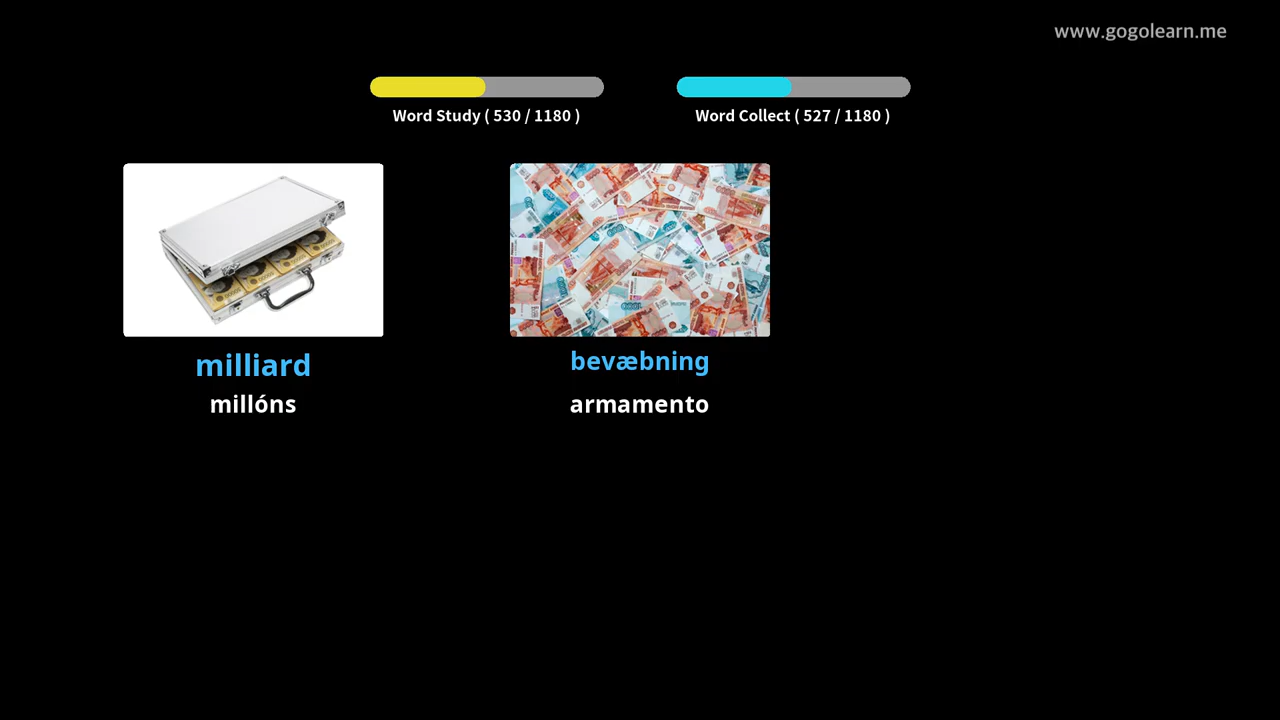 www.gogolearn.me
Word Study ( 530 / 1180 )
Word Collect ( 527 / 1180 )
milliard
bevæbning
millóns
armamento